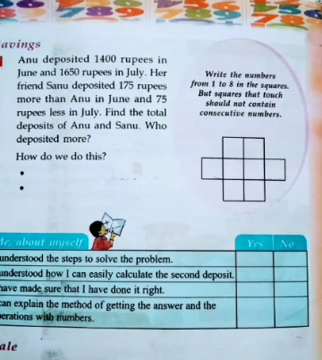 avings
Anu deposited 1400 rupees in
June and 1650 rupees in July. Her
friend Sanu deposited 175 rupees
more than Anu in June and 75
rupees less in July. Find the total
deposits of Anu and Sanu. Who
deposited more?
How do we do this?
•
•
Write the numbers
from 1 to 8 in the squares.
But squares that touch
should not contain
consecutive numbers.
Me, about myself Yes No
understood the steps to solve the problem.
understood how I can easily calculate the second deposit.
have made sure that I have done it right.
can explain the method of getting the answer and the
perations with numbers.
ale